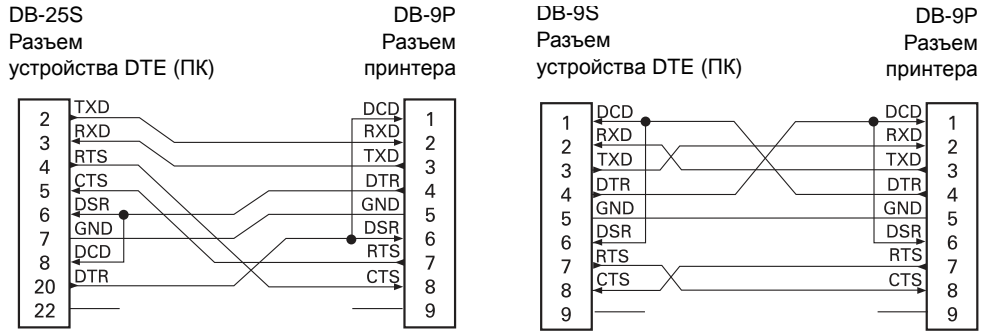 DB-25S DB-9P
Разъем Разъем
устройства DTE (ПК) принтера
2 TXD DCD 1
3 RXD RXD 2
4 RTS TXD 3
5 CTS DTR 4
6 DSR GND 5
7 GND DSR 6
8 DCD RTS 7
20 DTR CTS 8
22 9
DB-9S DB-9P
Разъем Разъем
устройства DTE (ПК) принтера
1 DCD DCD 1
2 RXD RXD 2
3 TXD TXD 3
4 DTR DTR 4
5 GND GND 5
6 DSR DSR 6
7 RTS RTS 7
8 CTS CTS 8
9 9